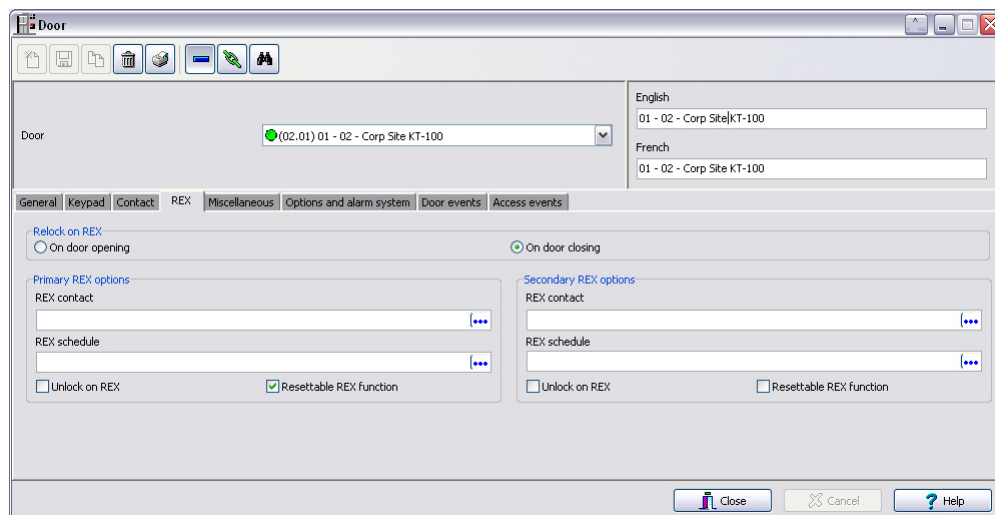 Door
English
01 - 02 - Corp Site KT-100
Door
(02.01) 01 - 02 - Corp Site KT-100
French
01 - 02 - Corp Site KT-100
General Keypad Contact REX Miscellaneous Options and alarm system Door events Access events
Relock on REX
On door opening On door closing
Primary REX options
REX contact
REX schedule
Unlock on REX Resettable REX function
Secondary REX options
REX contact
REX schedule
Unlock on REX Resettable REX function
Close Cancel ? Help